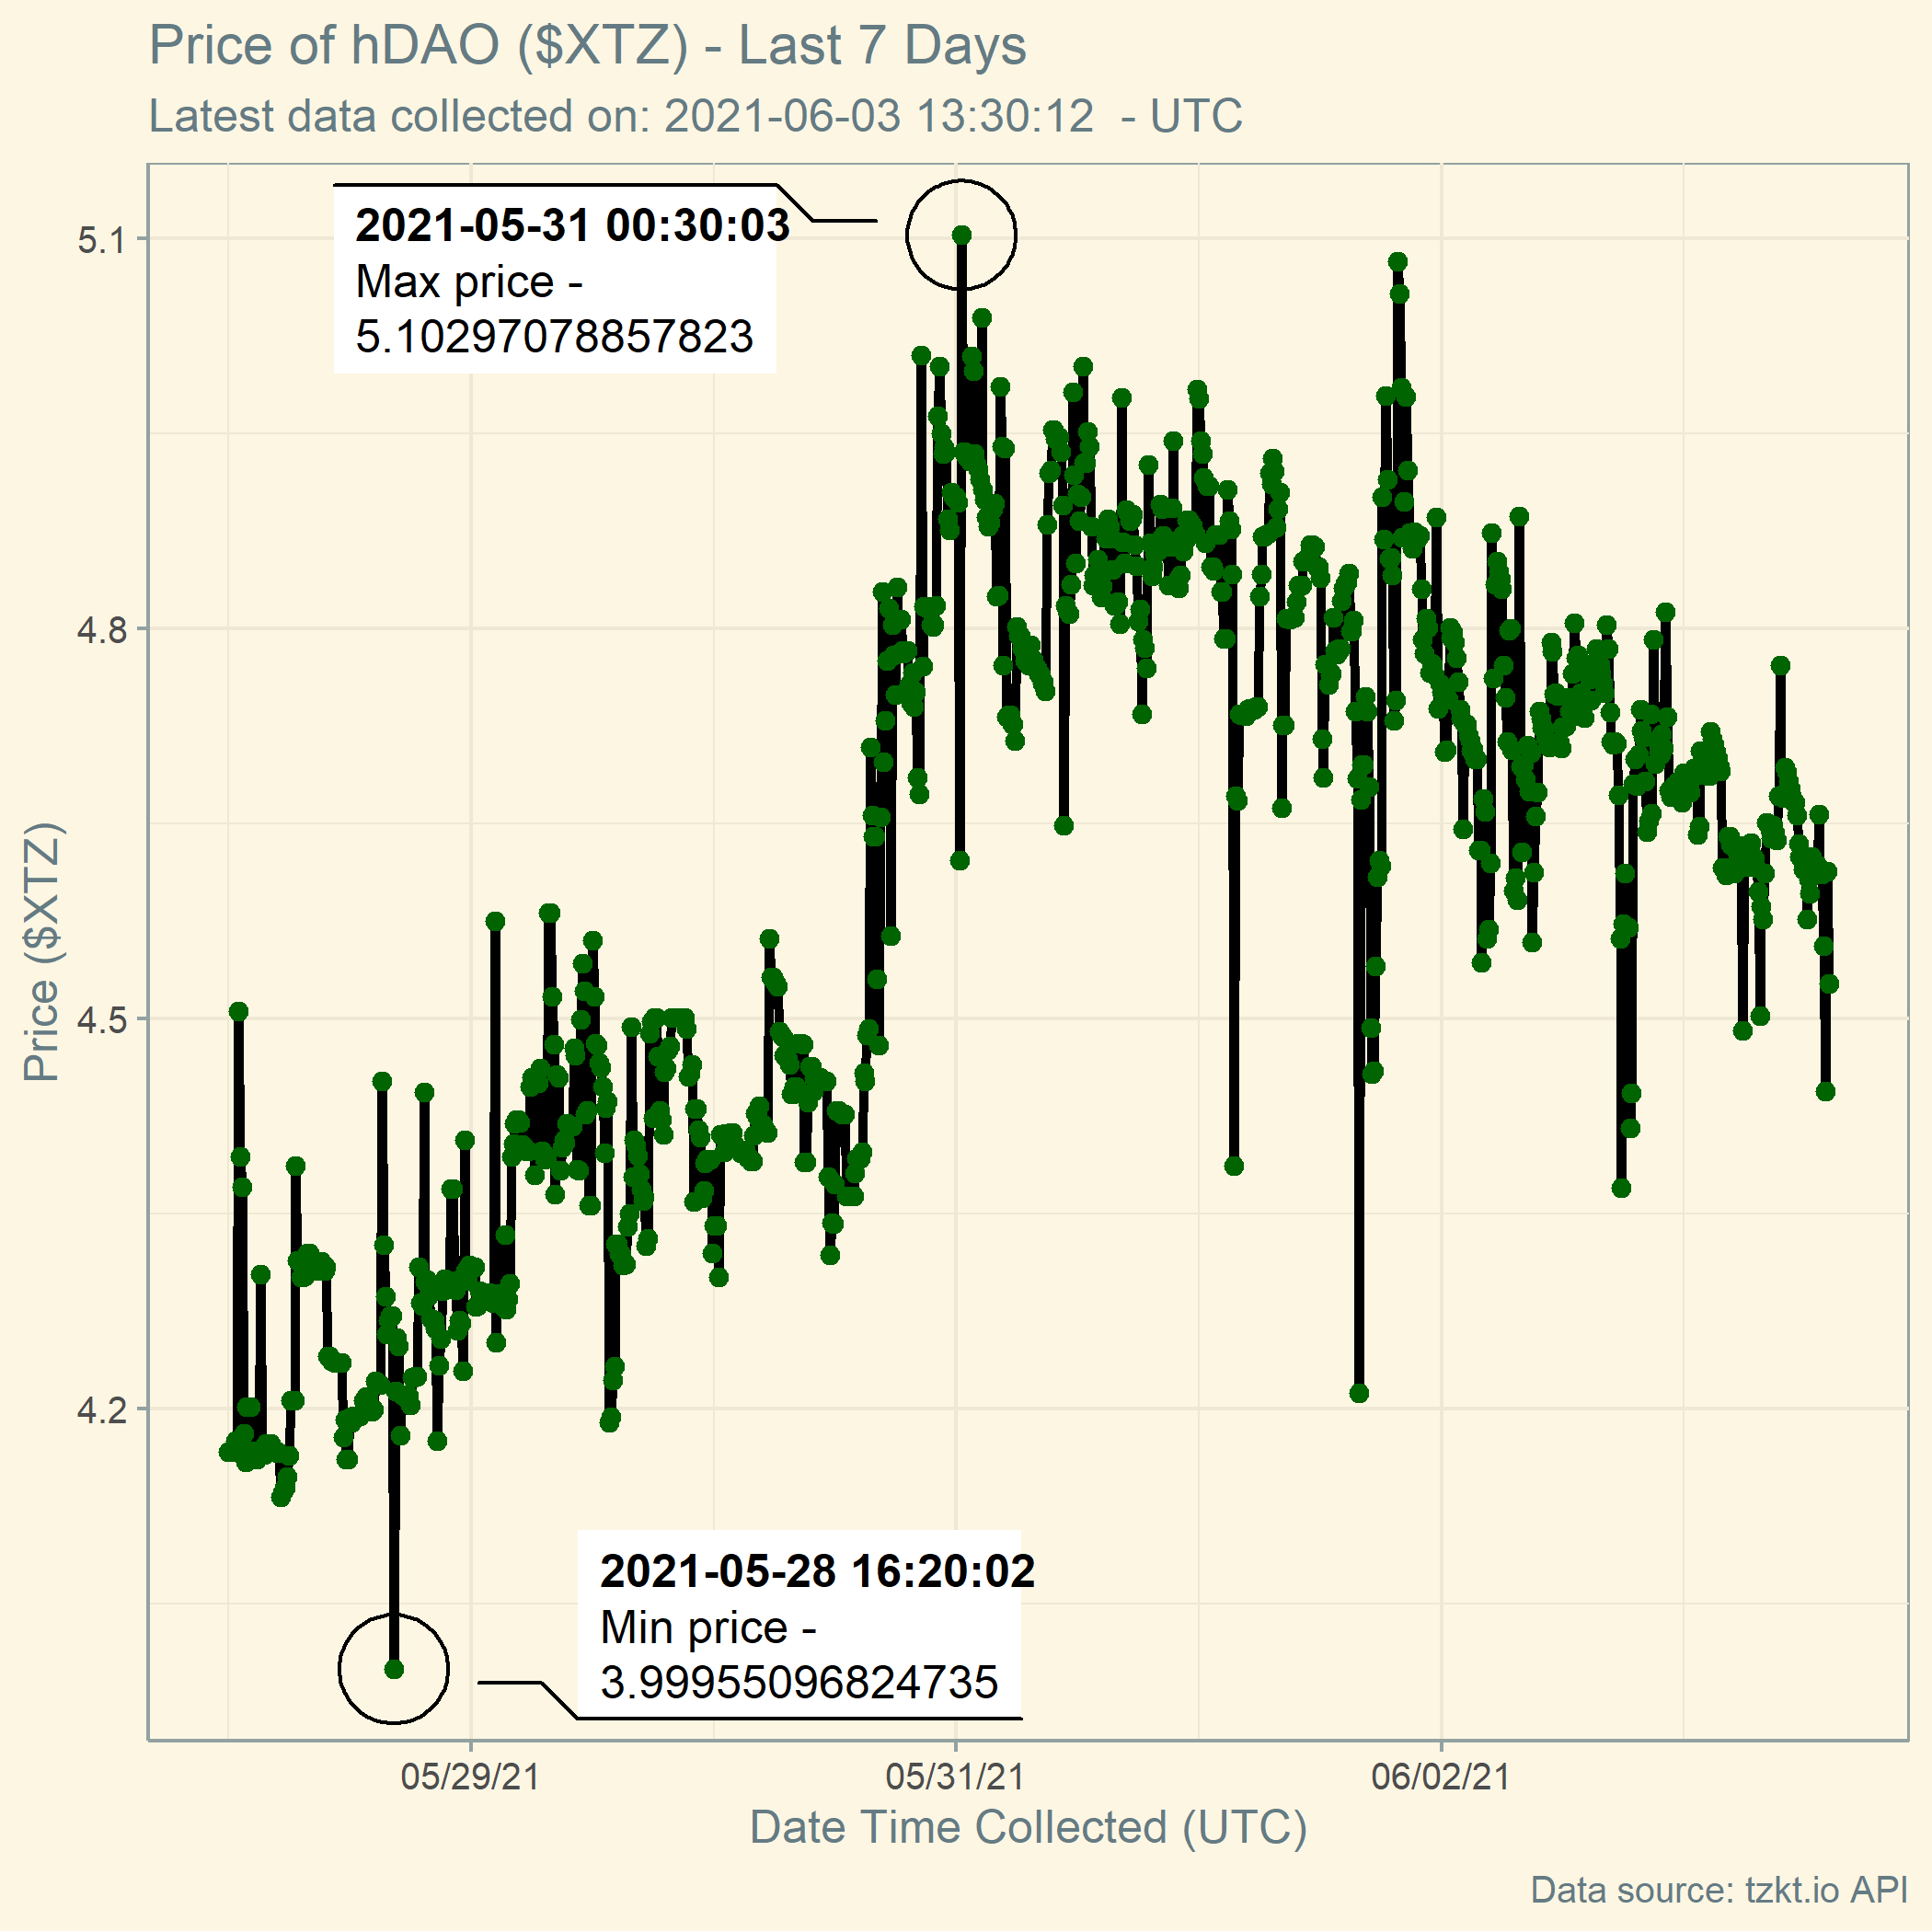 Price of hDAO ($XTZ) - Last 7 Days
Latest data collected on: 2021-06-03 13:30:12  - UTC
2021-05-31 00:30:03
Max price -
5.10297078857823
5.1
4.8
4.5
4.2
Price ($XTZ)
2021-05-28 16:20:02
Min price -
3.99955096824735
05/29/21
05/31/21
06/02/21
Date Time Collected (UTC)
Data source: tzkt.io API